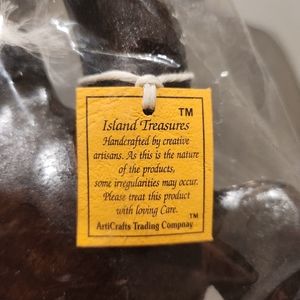 TM
Island Treasures
Handcrafted by creative
artisans. As this is the nature
of the products,
some irregularities may occur.
Please treat this product
with loving Care.
TM
ArtiCrafts Trading Compnay